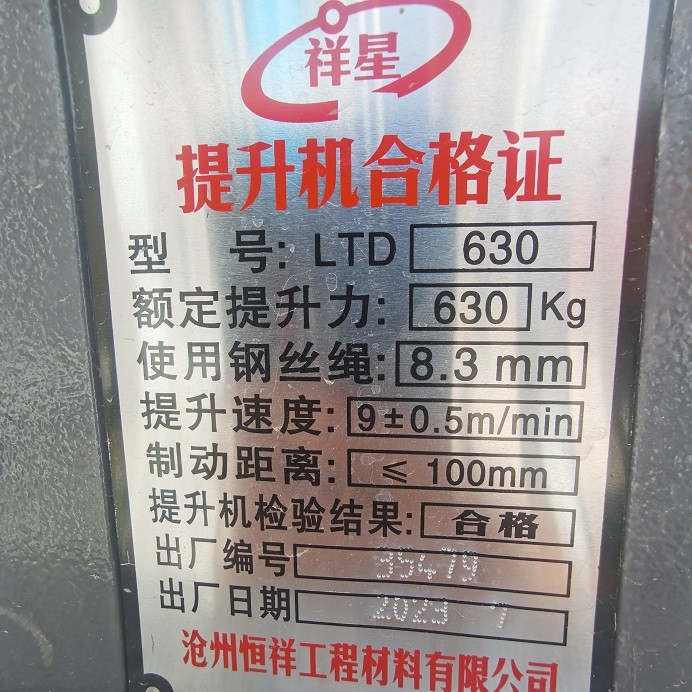 祥星
提升机合格证
型 号: LTD 630
额定提升力: 630 Kg
使用钢丝绳: 8.3 mm
提升速度: 9±0.5m/min
制动距离: ≤ 100mm
提升机检验结果: 合格
出厂编号 35479
出厂日期 2023 7
沧州恒祥工程材料有限公司